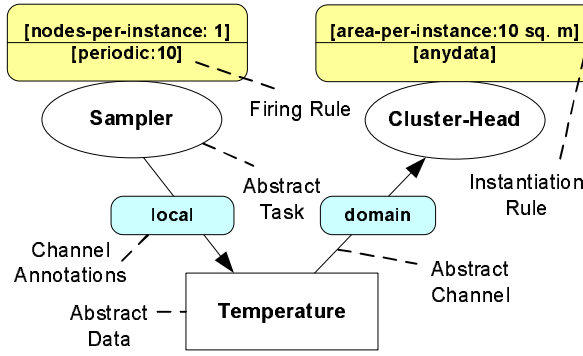 [nodes-per-instance: 1]
[periodic:10]
[area-per-instance:10 sq. m]
[anydata]
Sampler
Firing Rule
Cluster-Head
Abstract
Task
Instantiation
Rule
local
domain
Channel
Annotations
Abstract
Channel
Abstract
Data
Temperature